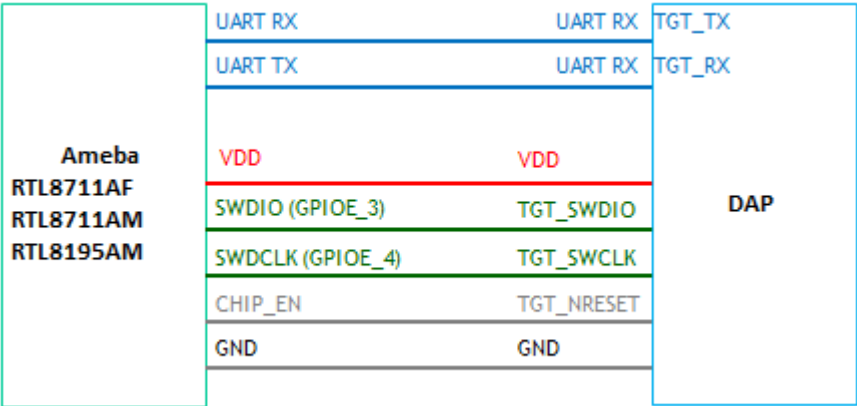 UART RX UART RX TGT_TX
UART TX UART RX TGT_RX
Ameba
RTL8711AF
RTL8711AM
RTL8195AM
VDD VDD
SWDIO (GPIOE_3) TGT_SWDIO
SWDCLK (GPIOE_4) TGT_SWCLK
CHIP_EN TGT_NRESET
GND GND
DAP